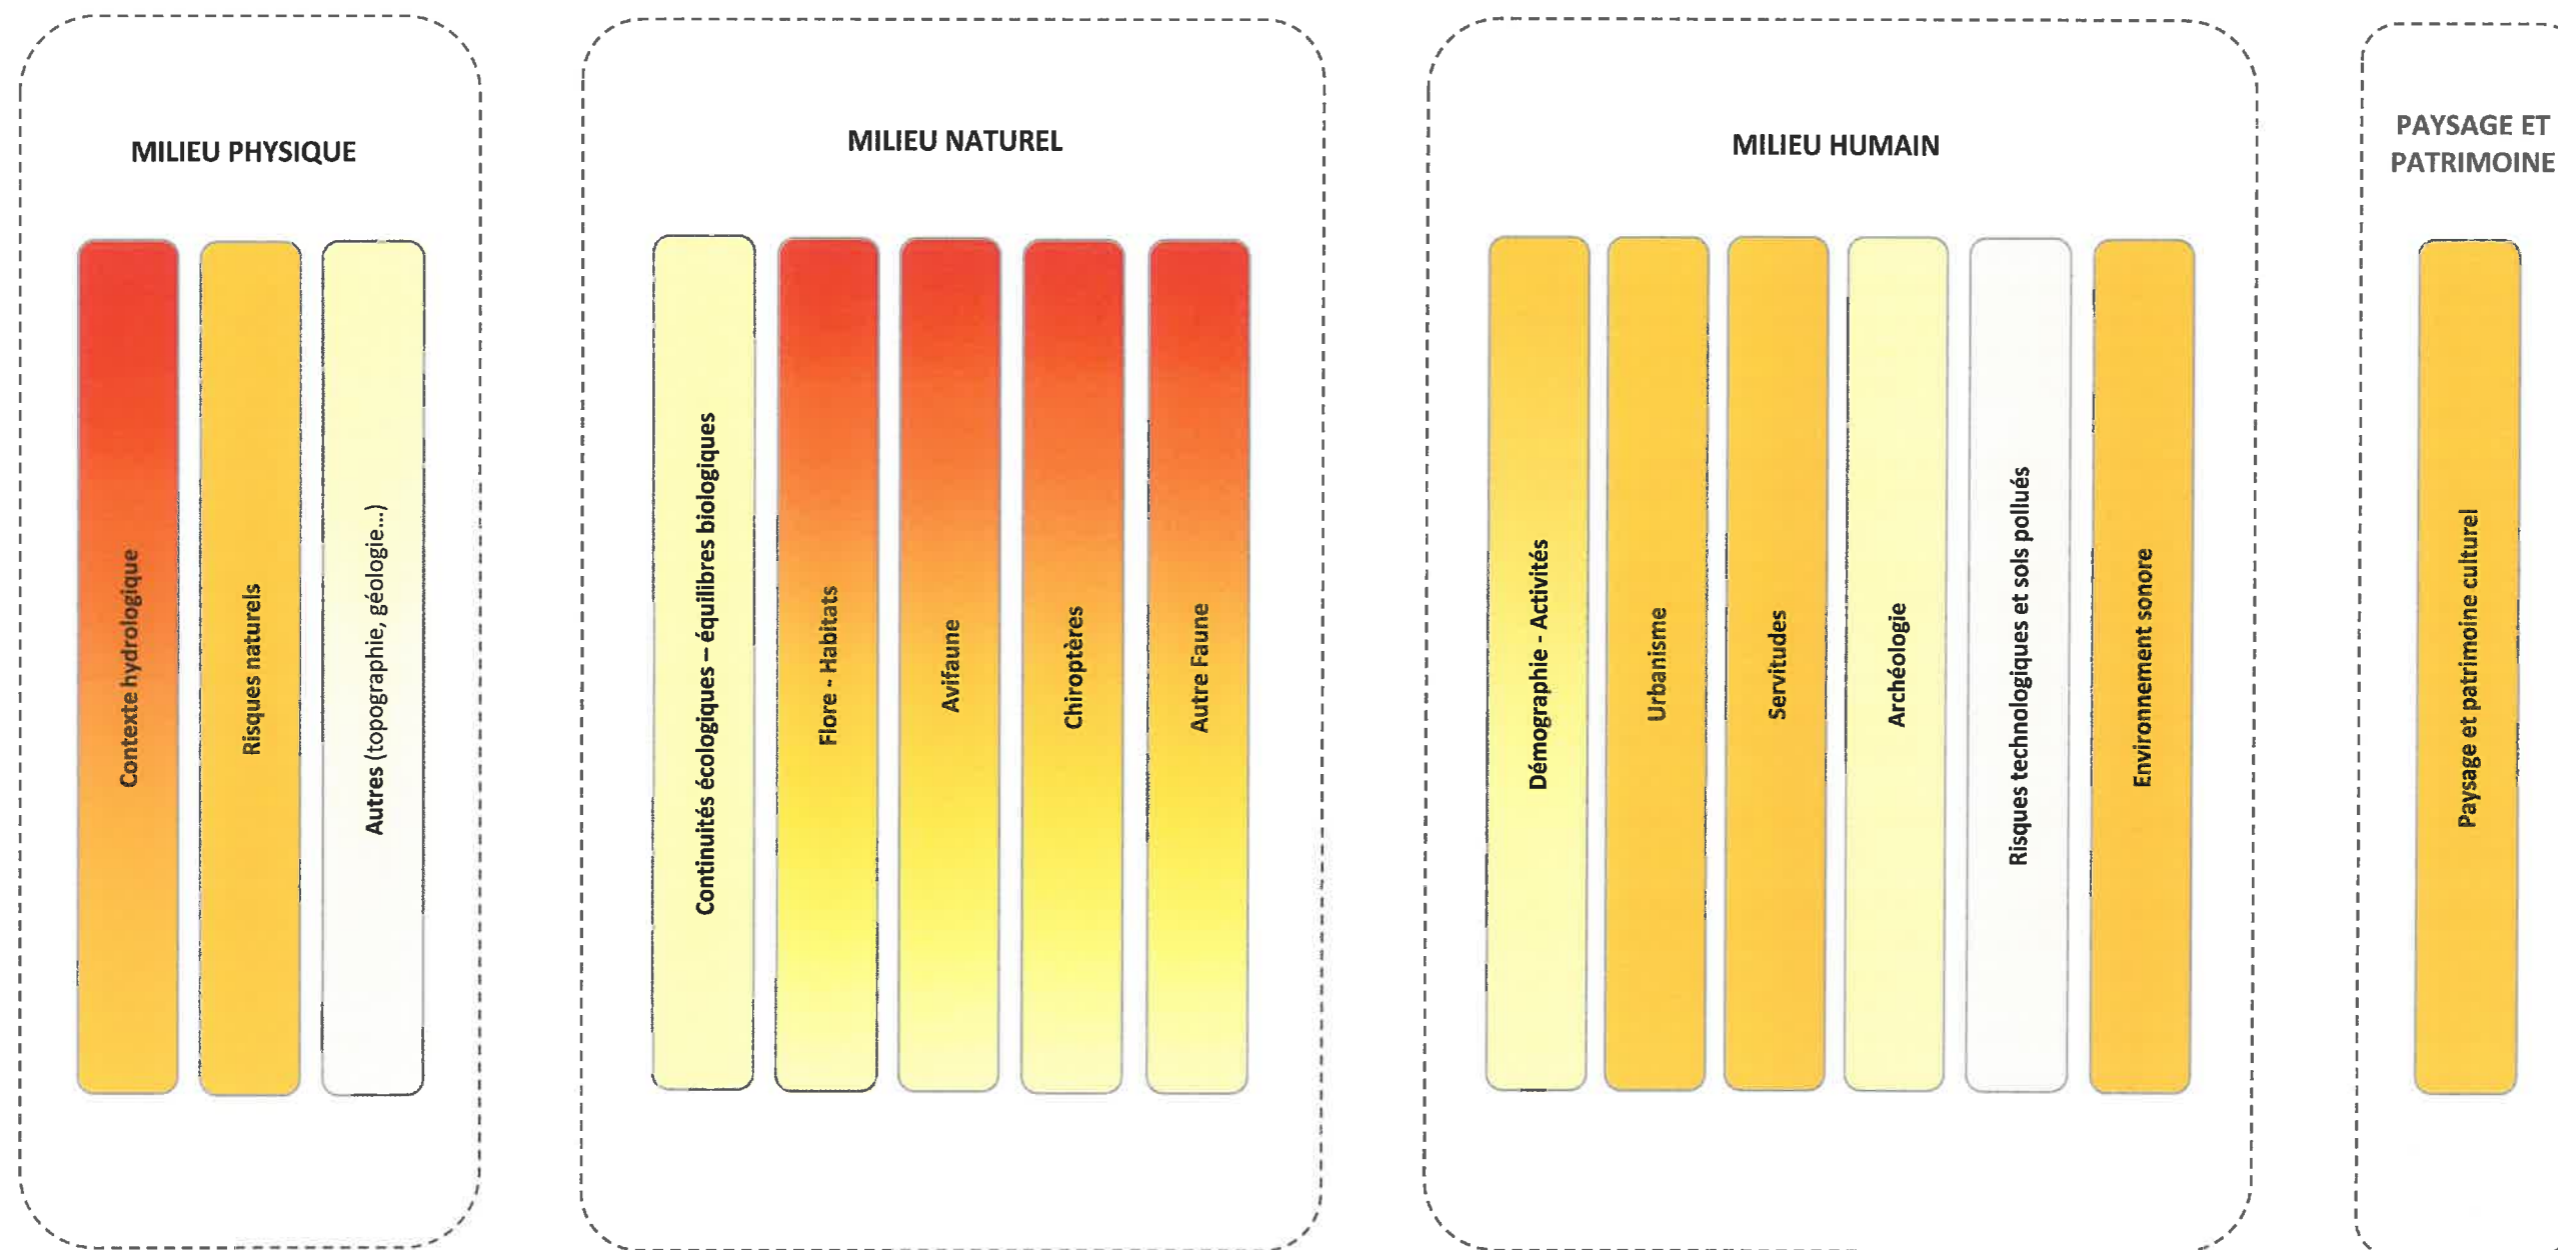 MILIEU PHYSIQUE
Contexte hydrologique
Risques naturels
Autres (topographie, géologie...)
MILIEU NATUREL
Continuités écologiques – équilibres biologiques
Flore - Habitats
Avifaune
Chiroptères
Autre Faune
MILIEU HUMAIN
Démographie - Activités
Urbanisme
Servitudes
Archéologie
Risques technologiques et sols pollués
Environnement sonore
PAYSAGE ET
PATRIMOINE
Paysage et patrimoine culturel